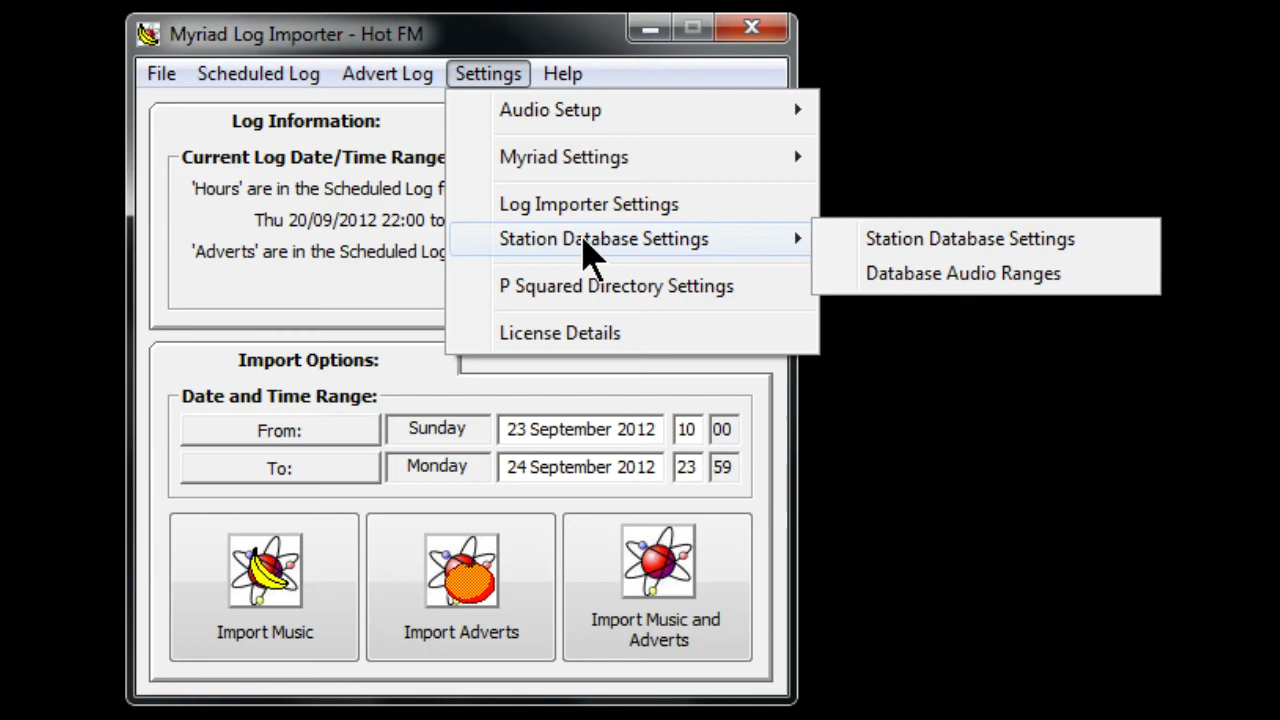 Myriad Log Importer - Hot FM
File Scheduled Log Advert Log Settings Help
Audio Setup
Myriad Settings
Log Importer Settings
Station Database Settings
P Squared Directory Settings
License Details
Station Database Settings
Database Audio Ranges
Log Information:
Current Log Date/Time Range
'Hours' are in the Scheduled Log f
Thu 20/09/2012 22:00 to
'Adverts' are in the Scheduled Log
Import Options:
Date and Time Range:
From: Sunday 23 September 2012 10 00
To: Monday 24 September 2012 23 59
Import Music
Import Adverts
Import Music and
Adverts